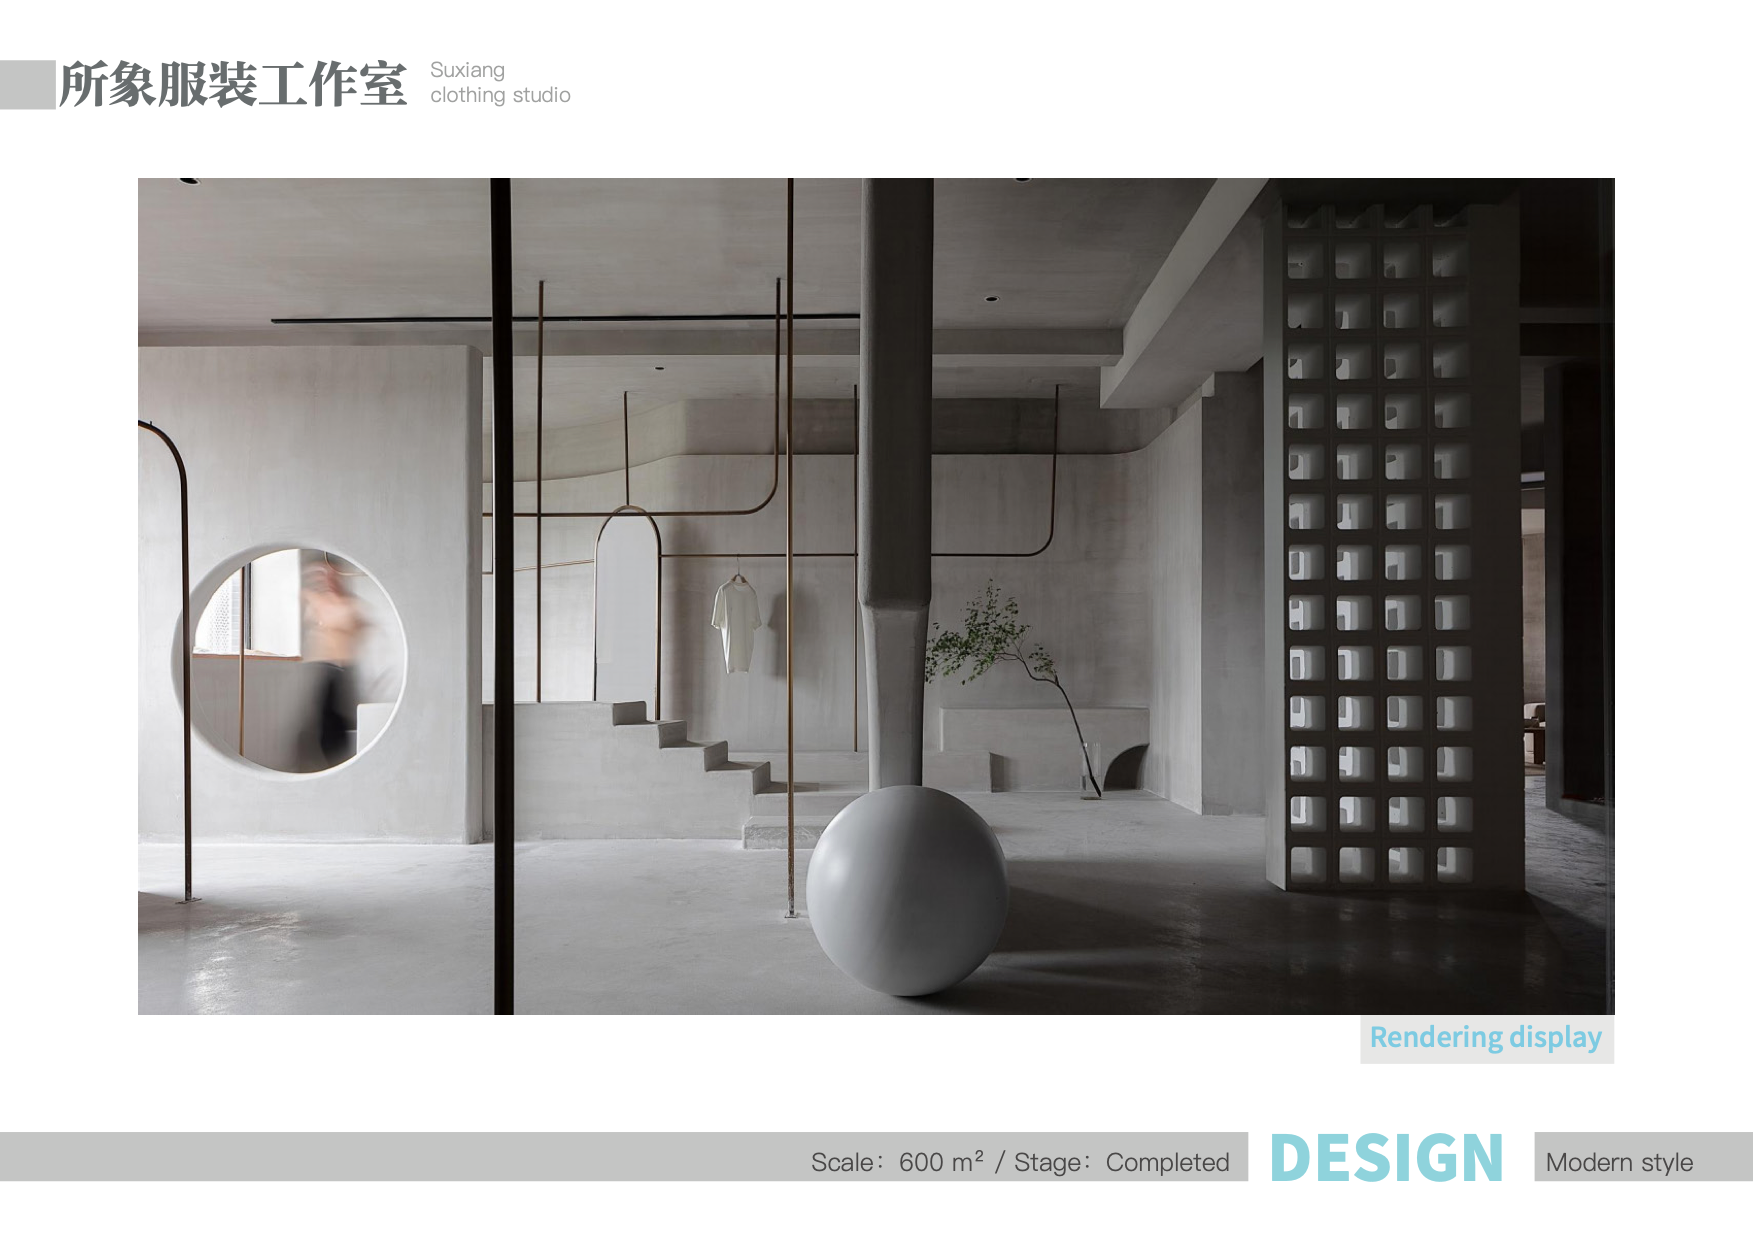 所象服装工作室
Suxiang
clothing studio
Rendering display
Scale：600 m² / Stage：Completed
DESIGN
Modern style